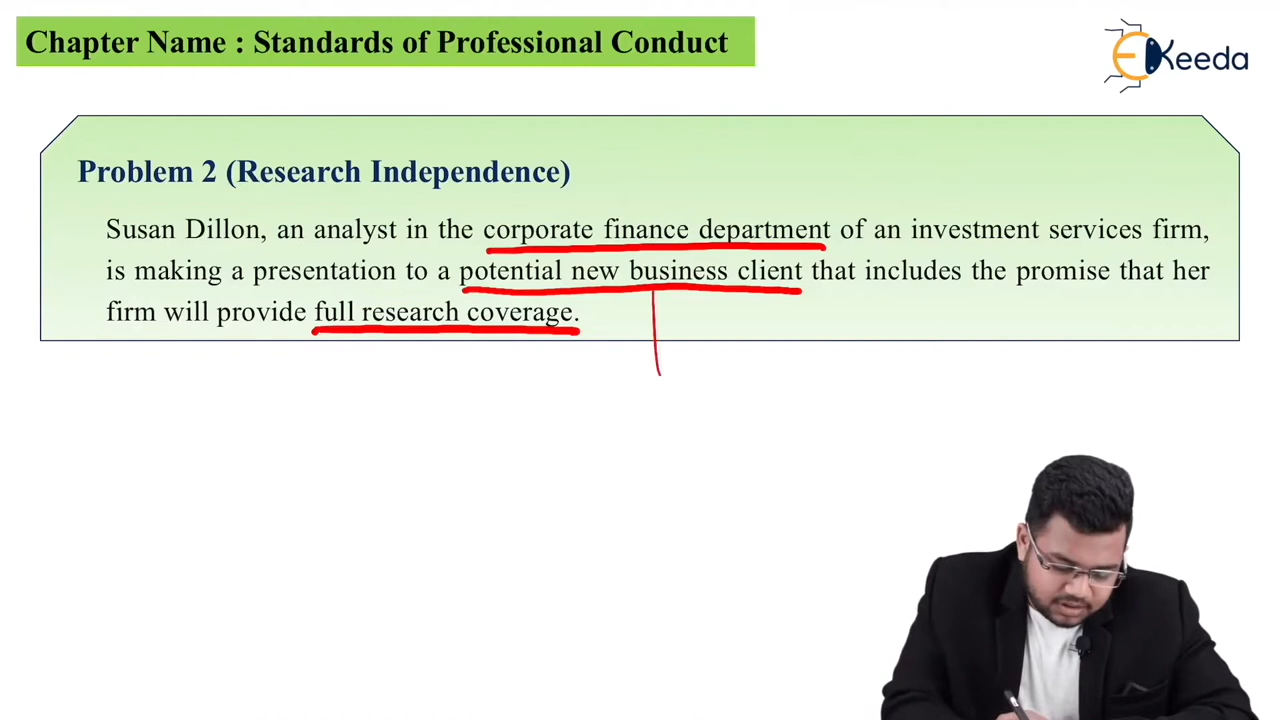 Chapter Name : Standards of Professional Conduct
EKeeda
Problem 2 (Research Independence)
Susan Dillon, an analyst in the corporate finance department of an investment services firm,
is making a presentation to a potential new business client that includes the promise that her
firm will provide full research coverage.